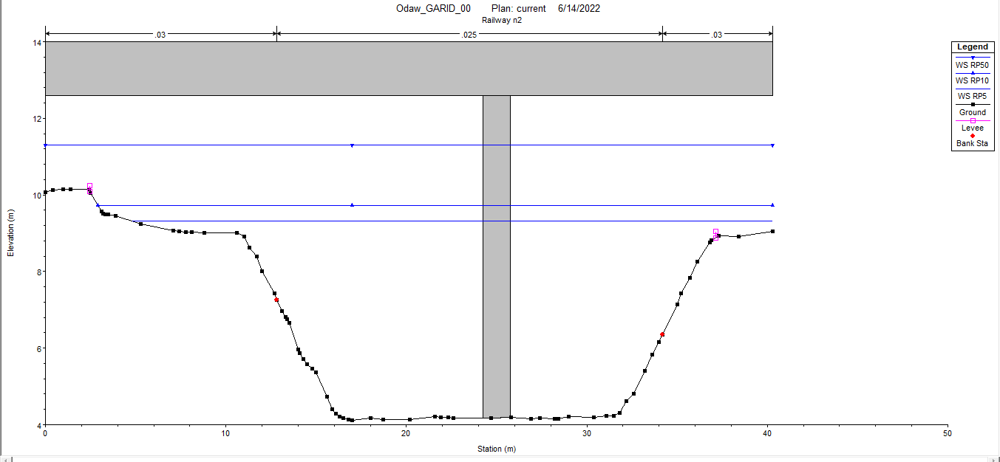 Odaw_GARID_00 Plan: current 6/14/2022
Railway n2
.03 .025 .03
Legend
WS RP50
WS RP10
WS RP5
Ground
Levee
Bank Sta
14
12
10
8
6
4
Elevation (m)
0 10 20 30 40 50
Station (m)